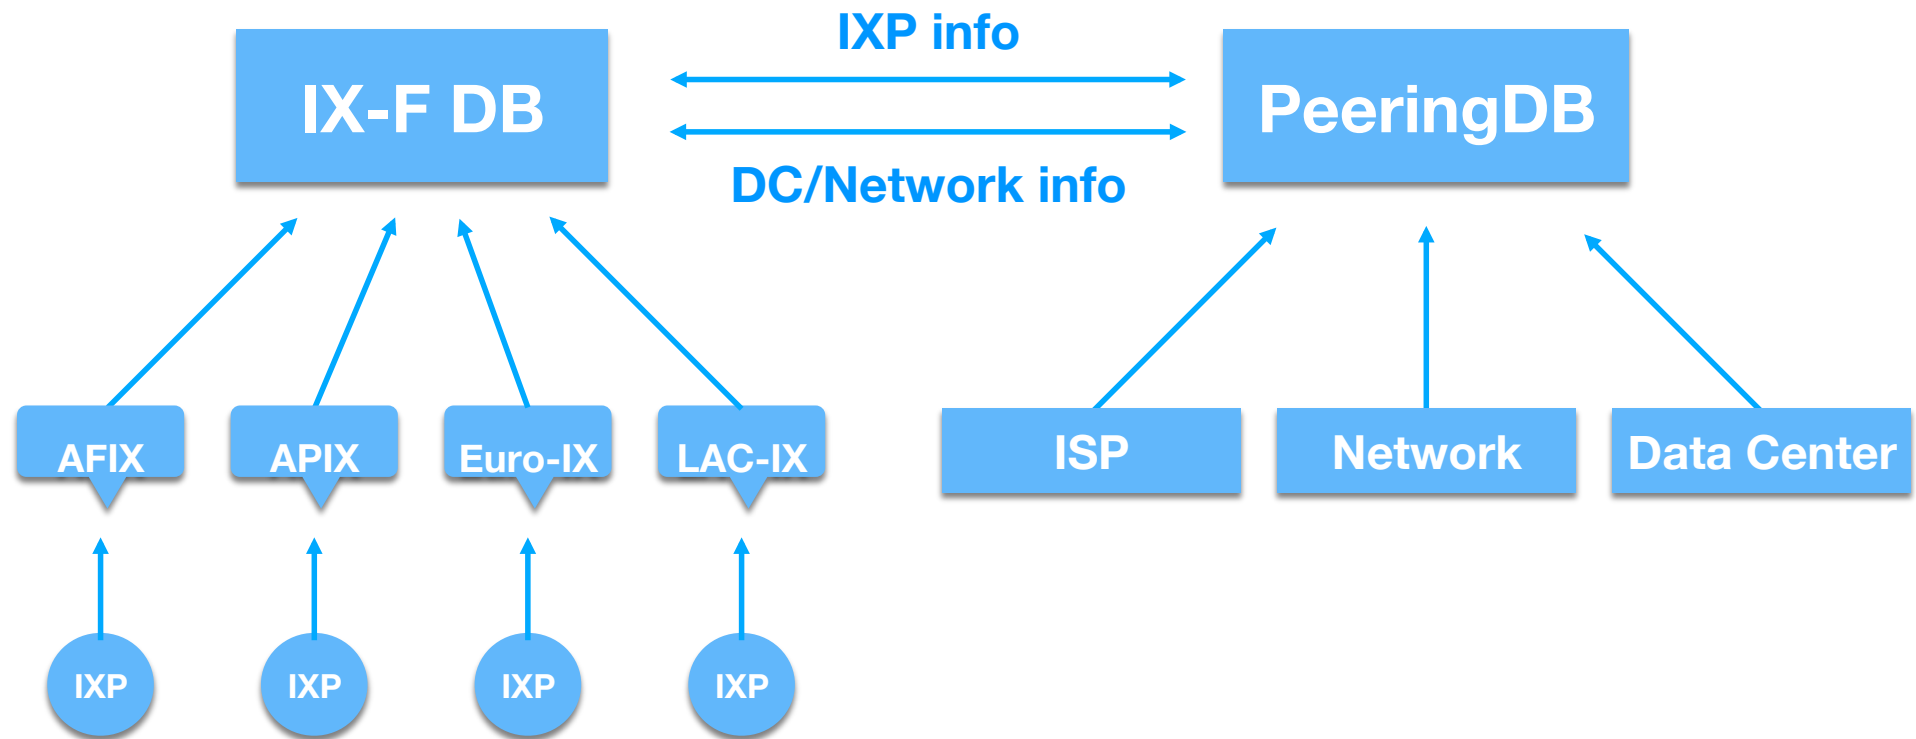 IXP info
IX-F DB
PeeringDB
DC/Network info
AFIX
APIX
Euro-IX
LAC-IX
ISP
Network
Data Center
IXP
IXP
IXP
IXP